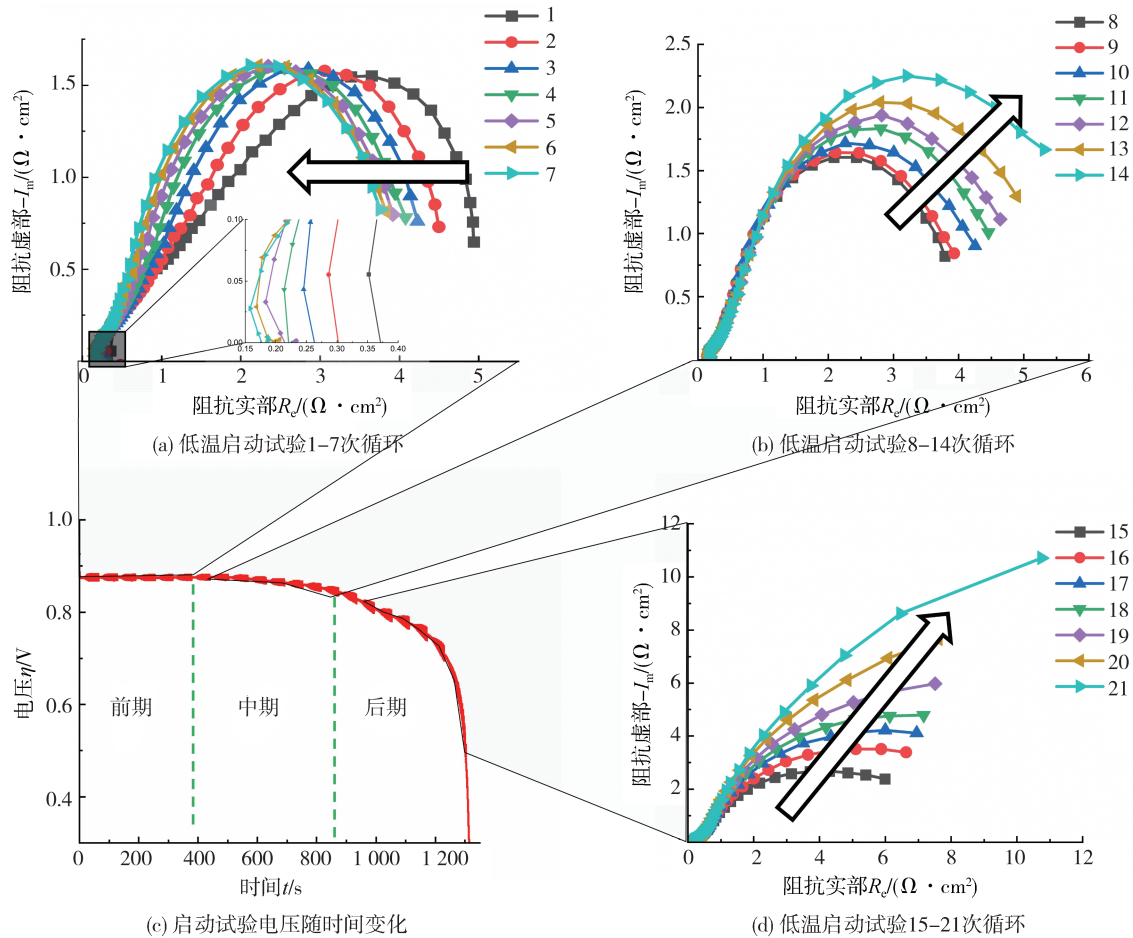 1
2
3
4
5
6
7
1.5
1.0
0.5
阻抗虚部-Im/(Ω·cm²)
0.10
0.05
0.00
0.15 0.20 0.25 0.30 0.35 0.40
0 1 2 3 4 5
阻抗实部Re/(Ω·cm²)
(a) 低温启动试验1-7次循环
8
9
10
11
12
13
14
2.5
2.0
1.5
1.0
0.5
阻抗虚部-Im/(Ω·cm²)
0 1 2 3 4 5 6
阻抗实部Re/(Ω·cm²)
(b) 低温启动试验8-14次循环
1.0
0.8
0.6
0.4
电压η/V
前期 中期 后期
0 200 400 600 800 1 000 1 200
时间t/s
(c) 启动试验电压随时间变化
15
16
17
18
19
20
21
12
10
8
6
4
2
阻抗虚部-Im/(Ω·cm²)
0 2 4 6 8 10 12
阻抗实部Re/(Ω·cm²)
(d) 低温启动试验15-21次循环